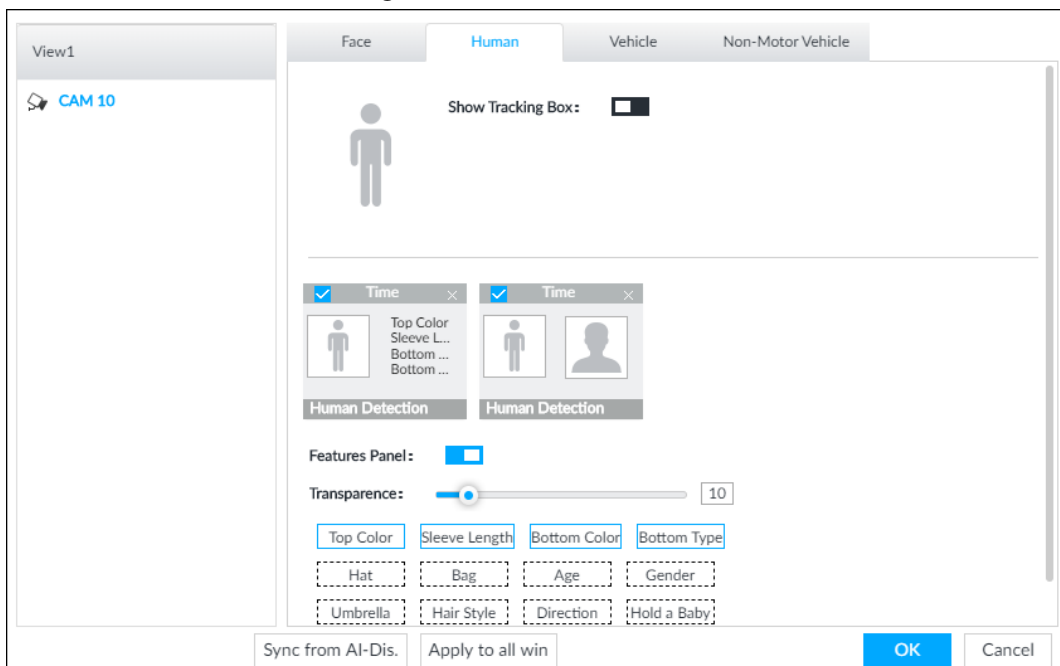 View1
CAM 10
Face Human Vehicle Non-Motor Vehicle
Show Tracking Box:
Time Time
Top Color
Sleeve L...
Bottom ...
Bottom ...
Human Detection Human Detection
Features Panel:
Transparence: 10
Top Color Sleeve Length Bottom Color Bottom Type
Hat Bag Age Gender
Umbrella Hair Style Direction Hold a Baby
Sync from AI-Dis. Apply to all win OK Cancel